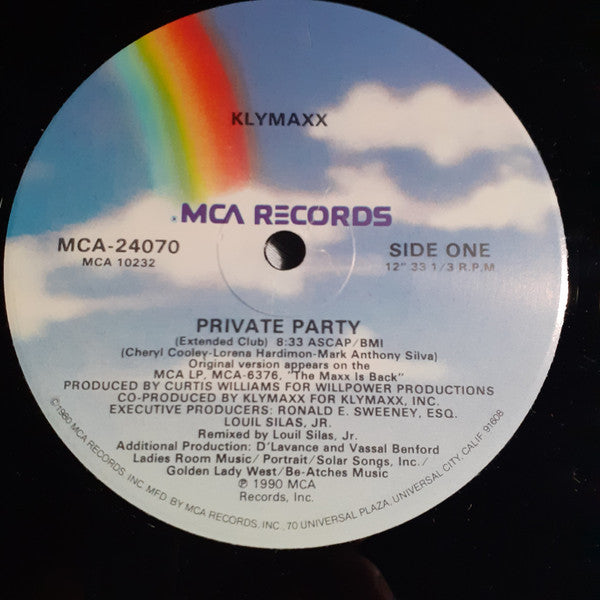 KLYMAXX
MCA RECORDS
MCA-24070
MCA 10232
SIDE ONE
12" 33 1/3 R.P.M.
PRIVATE PARTY
(Extended Club) 8:33 ASCAP/BMI
(Cheryl Cooley-Lorena Hardimon-Mark Anthony Silva)
Original version appears on the
MCA LP, MCA-6376, "The Maxx Is Back"
PRODUCED BY CURTIS WILLIAMS FOR WILLPOWER PRODUCTIONS
CO-PRODUCED BY KLYMAXX FOR KLYMAXX, INC.
EXECUTIVE PRODUCERS: RONALD E. SWEENEY, ESQ.
LOUIL SILAS, JR.
Remixed by Louil Silas, Jr.
Additional Production: D'Lavance and Vassal Benford
Ladies Room Music/ Portrait/Solar Songs, Inc./
Golden Lady West/Be-Atches Music
℗ 1990 MCA
Records, Inc.
©1980 MCA RECORDS, INC. MFD. BY MCA RECORDS, INC., 70 UNIVERSAL PLAZA, UNIVERSAL CITY, CALIF. 91608